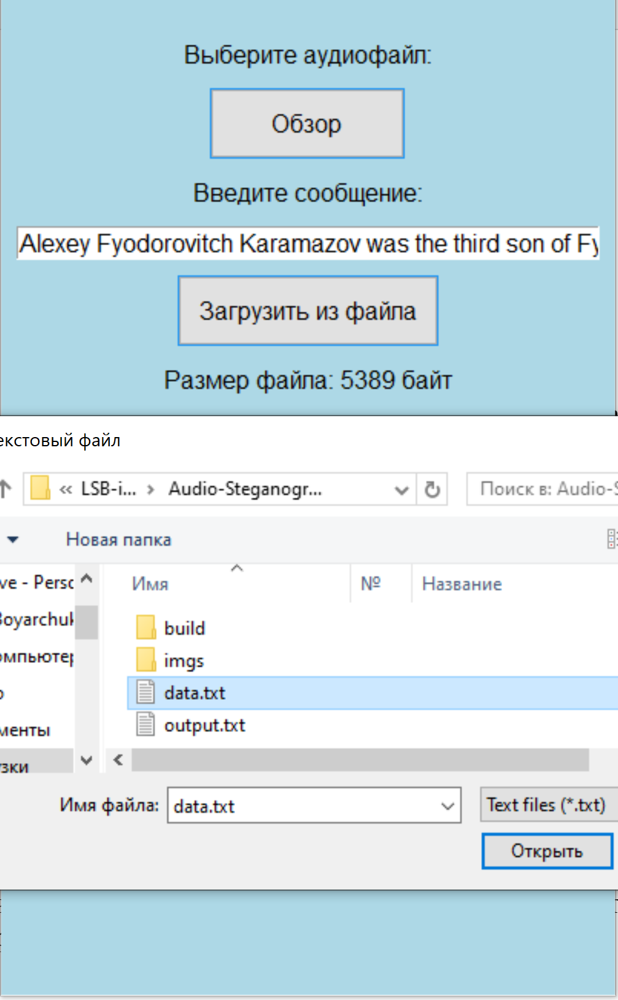 Выберите аудиофайл:
Обзор
Введите сообщение:
Alexey Fyodorovitch Karamazov was the third son of Fy
Загрузить из файла
Размер файла: 5389 байт
екстовый файл
« LSB-i... › Audio-Steganogr...
Поиск в: Audio-S
Новая папка
ve - Persc
Boyarchuk
омпьютер
о
менты
зки
Имя
№
Название
build
imgs
data.txt
output.txt
Имя файла:
data.txt
Text files (*.txt)
Открыть